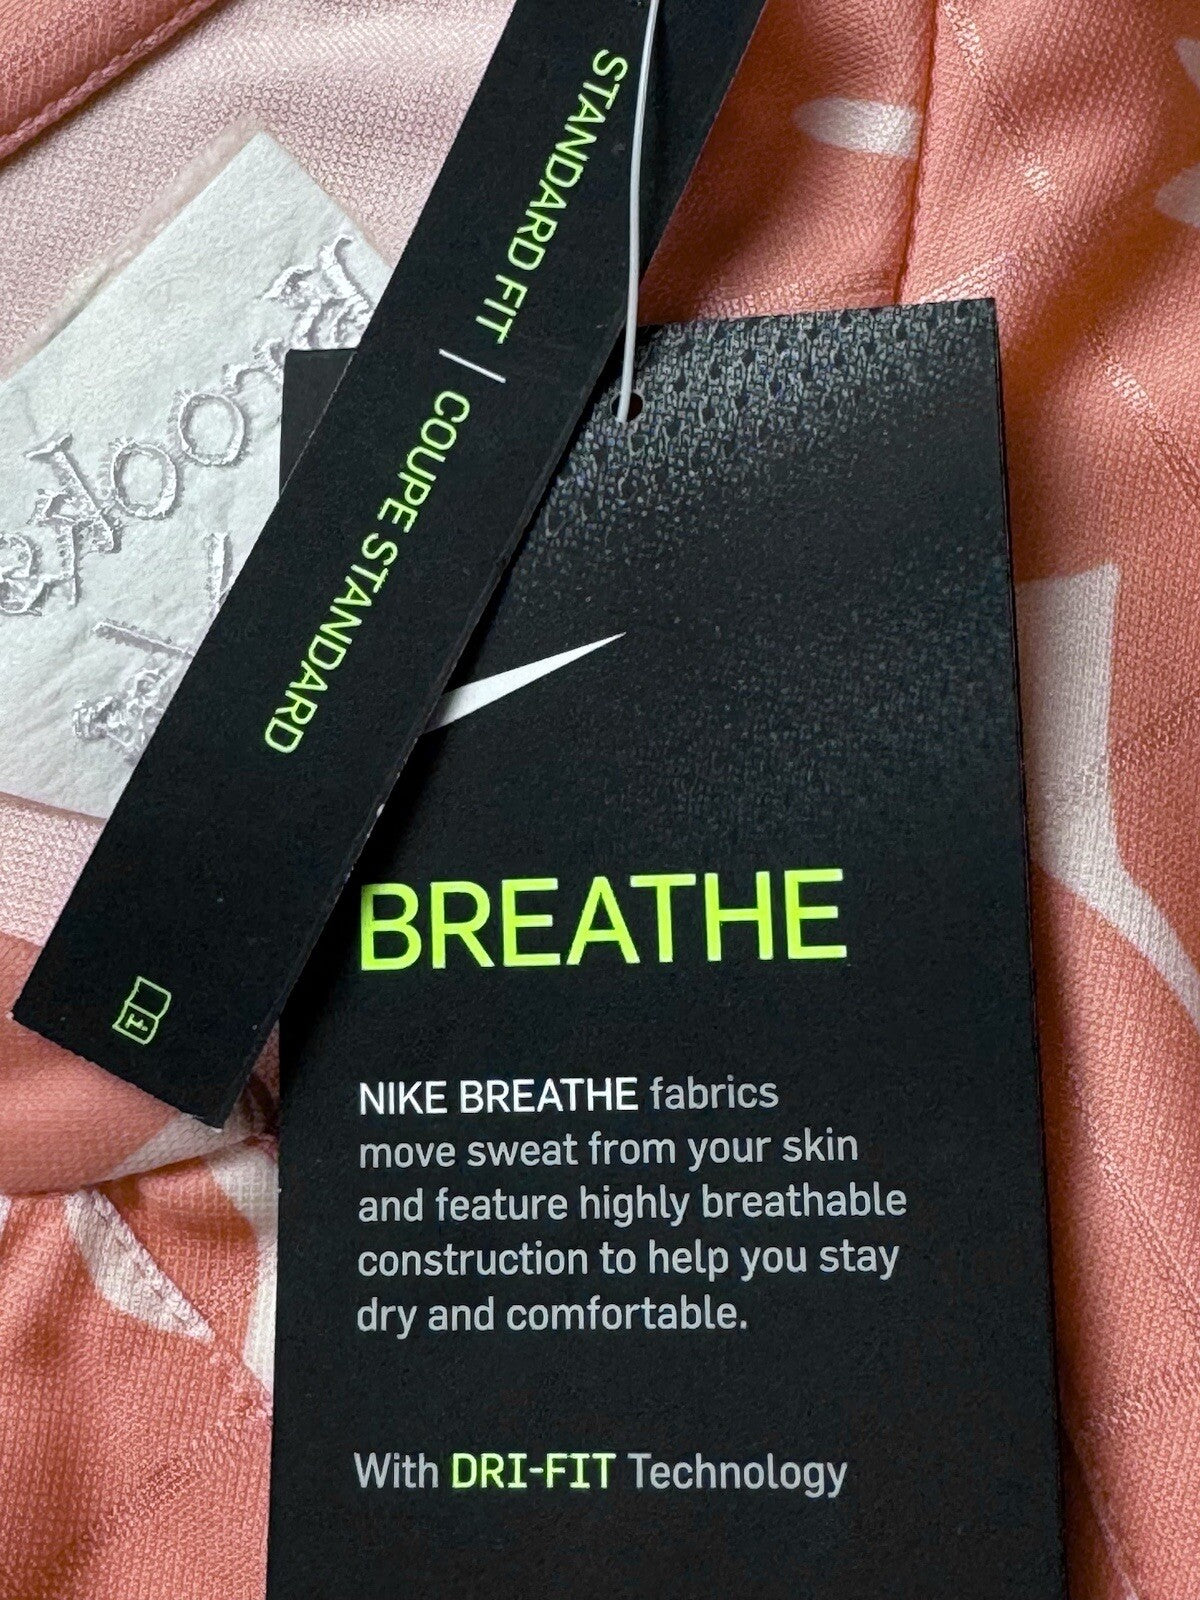 STANDARD FIT / COUPE STANDARD
BREATHE
NIKE BREATHE fabrics
move sweat from your skin
and feature highly breathable
construction to help you stay
dry and comfortable.
With DRI-FIT Technology